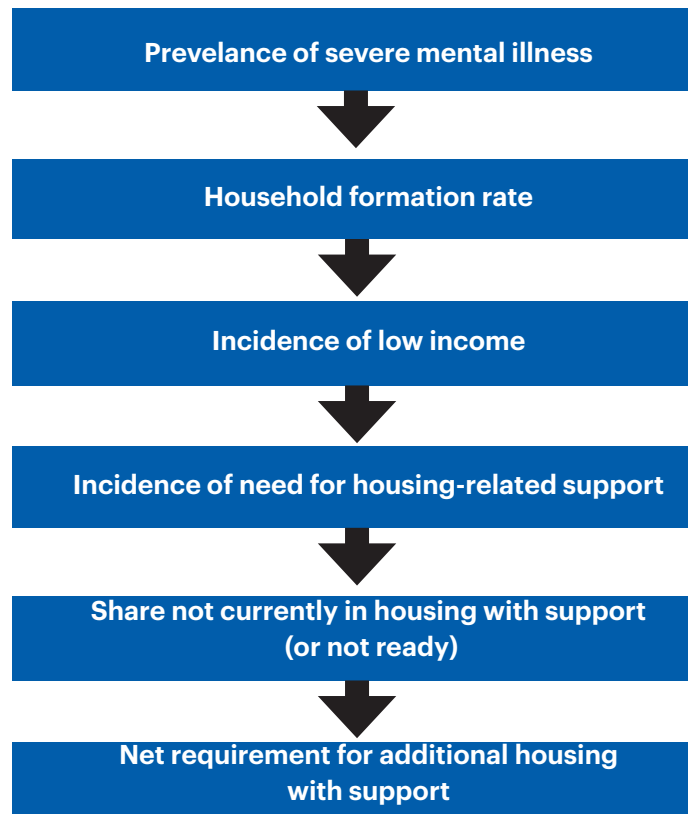 Prevelance of severe mental illness
Household formation rate
Incidence of low income
Incidence of need for housing-related support
Share not currently in housing with support
(or not ready)
Net requirement for additional housing
with support